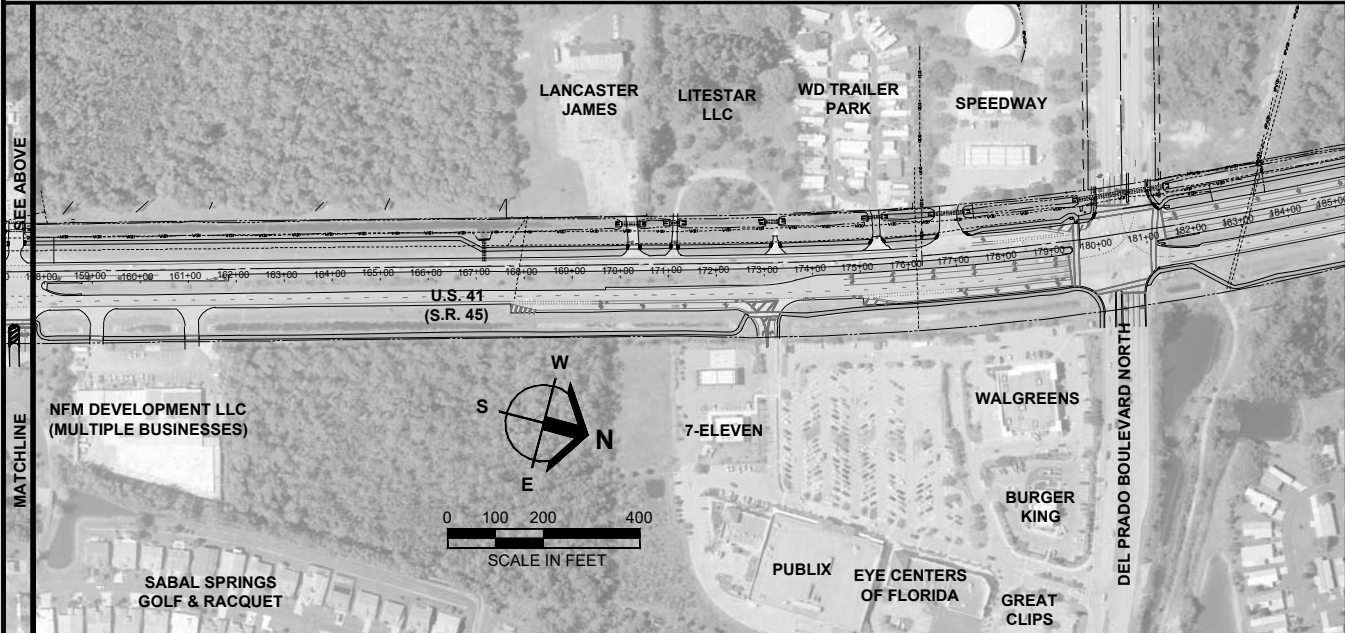 LANCASTER
JAMES
LITESTAR
LLC
WD TRAILER
PARK
SPEEDWAY
SEE ABOVE
MATCHLINE
158+00
159+00
160+00
161+00
162+00
163+00
164+00
165+00
166+00
167+00
168+00
169+00
170+00
171+00
172+00
173+00
174+00
175+00
176+00
177+00
178+00
179+00
180+00
181+00
182+00
183+00
184+00
185+00
U.S. 41
(S.R. 45)
NFM DEVELOPMENT LLC
(MULTIPLE BUSINESSES)
W
S
N
E
0 100 200 400
SCALE IN FEET
7-ELEVEN
WALGREENS
BURGER
KING
DEL PRADO BOULEVARD NORTH
SABAL SPRINGS
GOLF & RACQUET
PUBLIX
EYE CENTERS
OF FLORIDA
GREAT
CLIPS